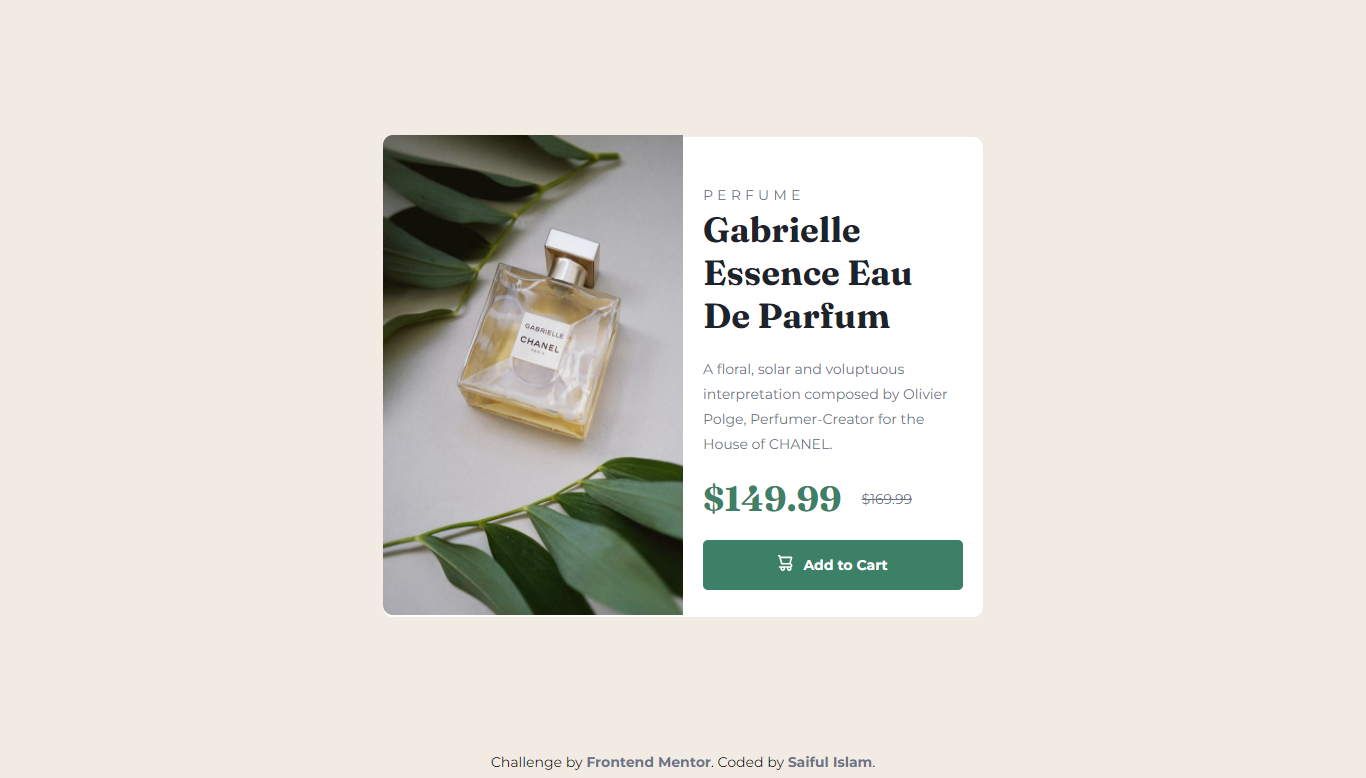 GABRIELLE
CHANEL
PARIS
PERFUME
Gabrielle
Essence Eau
De Parfum
A floral, solar and voluptuous
interpretation composed by Olivier
Polge, Perfumer-Creator for the
House of CHANEL.
$149.99 $169.99
Add to Cart
Challenge by Frontend Mentor. Coded by Saiful Islam.